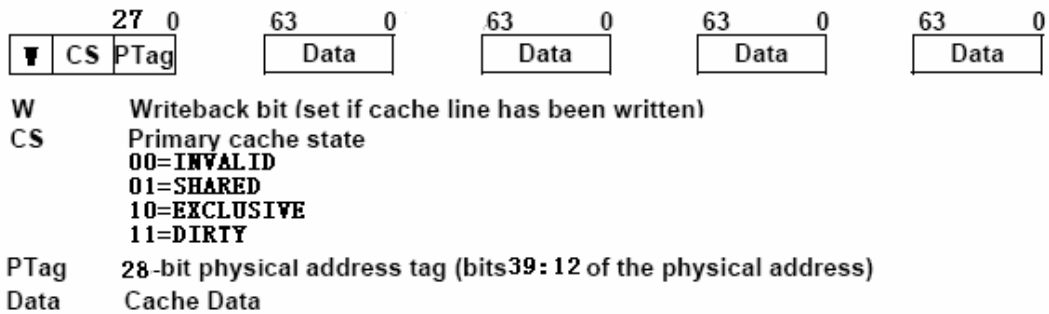 27 0 63 0 63 0 63 0 63 0
W CS PTag Data Data Data Data
W Writeback bit (set if cache line has been written)
CS Primary cache state
00=INVALID
01=SHARED
10=EXCLUSIVE
11=DIRTY
PTag 28-bit physical address tag (bits39:12 of the physical address)
Data Cache Data